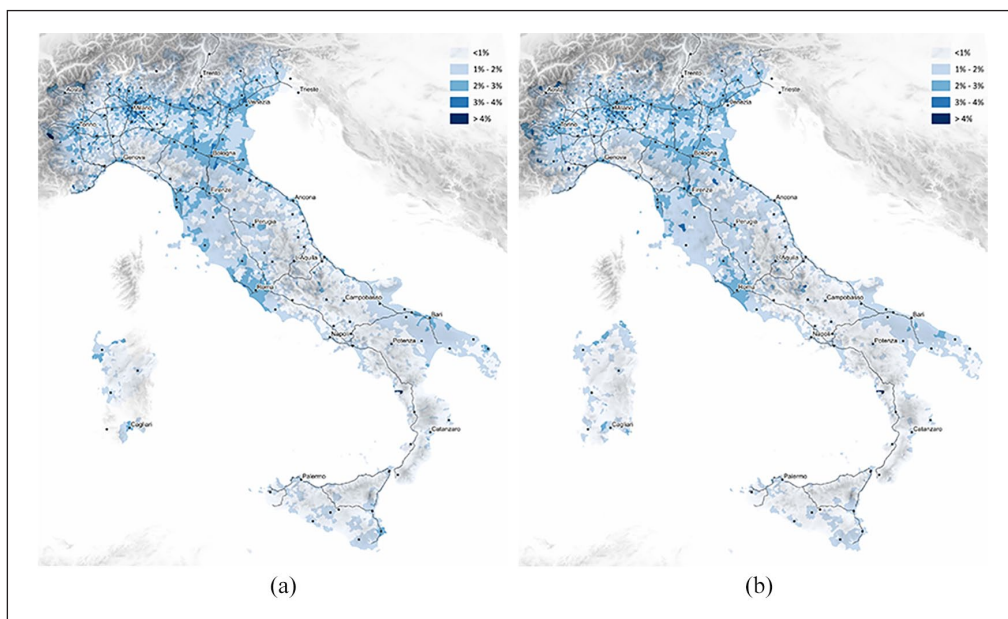 <1%
1% - 2%
2% - 3%
3% - 4%
> 4%
Trento
Aosta
Trieste
Milano
Venezia
Torino
Genova
Bologna
Firenze
Ancona
Perugia
L'Aquila
Roma
Campobasso
Bari
Napoli
Potenza
Cagliari
Catanzaro
Palermo
(a)
<1%
1% - 2%
2% - 3%
3% - 4%
> 4%
Trento
Aosta
Trieste
Milano
Venezia
Torino
Genova
Bologna
Firenze
Ancona
Perugia
L'Aquila
Roma
Campobasso
Bari
Napoli
Potenza
Cagliari
Catanzaro
Palermo
(b)